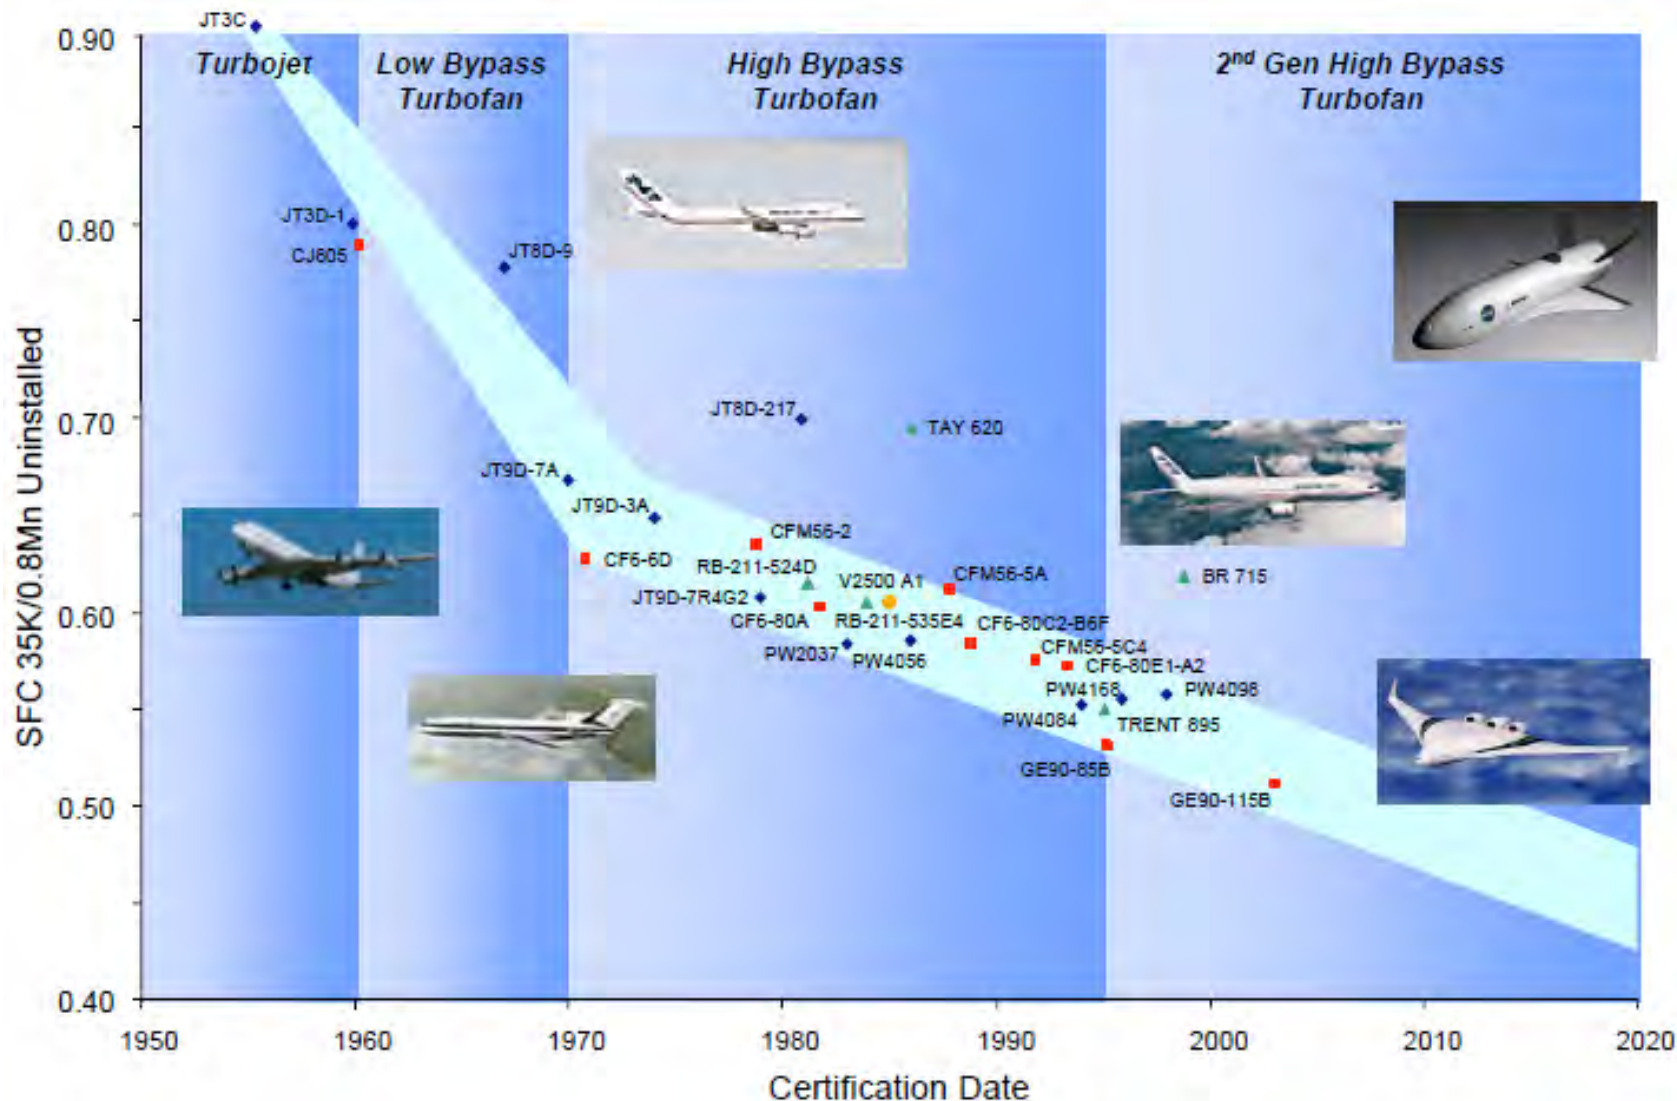 JT3C
0.90
Turbojet
Low Bypass
Turbofan
High Bypass
Turbofan
2nd Gen High Bypass
Turbofan
JT3D-1
0.80
CJ805
JT8D-9
JT8D-217
TAY 620
0.70
JT9D-7A
JT9D-3A
CFM56-2
CF6-6D
RB-211-524D
V2500 A1
CFM56-5A
BR 715
JT9D-7R4G2
0.60
CF6-80A
RB-211-535E4
CF6-80C2-B6F
PW2037
PW4056
CFM56-5C4
CF6-80E1-A2
PW4168
PW4098
PW4084
TRENT 895
GE90-85B
GE90-115B
0.50
0.40
SFC 35K/0.8Mn Uninstalled
1950
1960
1970
1980
1990
2000
2010
2020
Certification Date